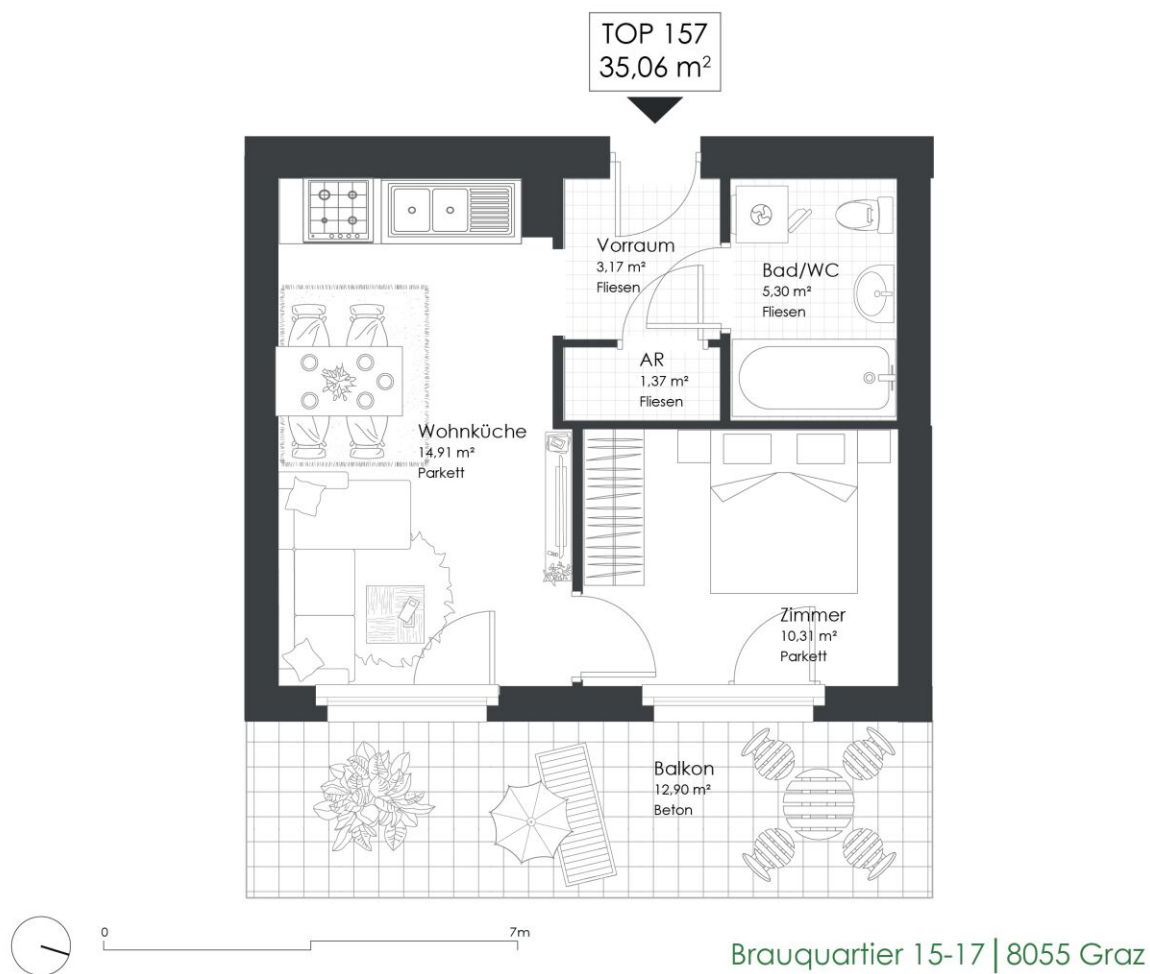 TOP 157
35,06 m²
Vorraum
3,17 m²
Fliesen
Bad/WC
5,30 m²
Fliesen
AR
1,37 m²
Fliesen
Wohnküche
14,91 m²
Parkett
Zimmer
10,31 m²
Parkett
Balkon
12,90 m²
Beton
0 7m
Brauquartier 15-17 | 8055 Graz